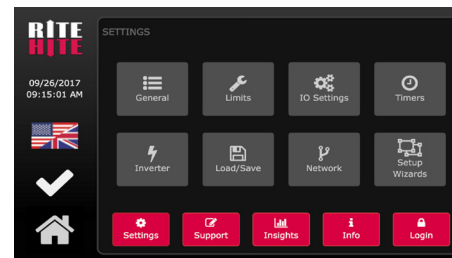 RITE
HITE
SETTINGS
09/26/2017
09:15:01 AM
General
Limits
IO Settings
Timers
Inverter
Load/Save
Network
Setup
Wizards
Settings
Support
Insights
Info
Login